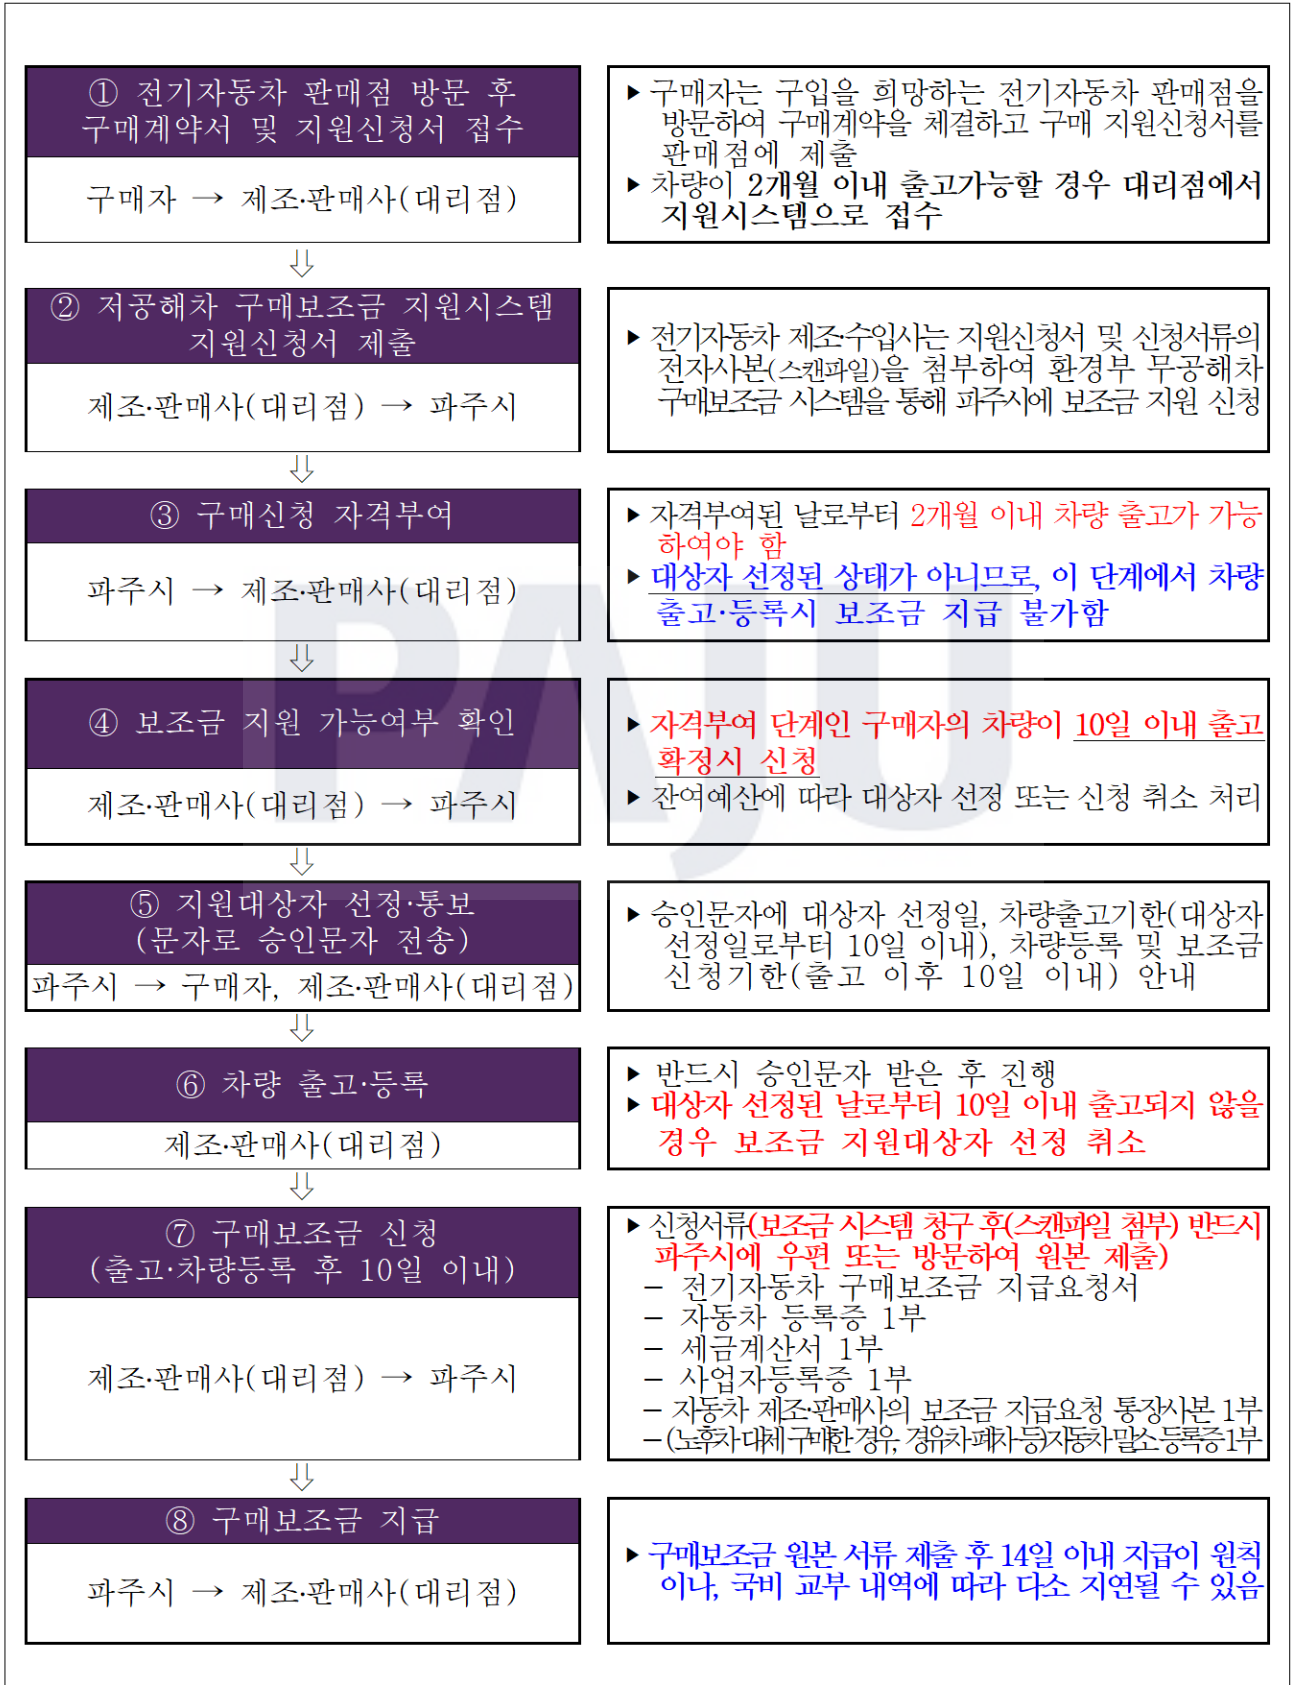 ① 전기자동차 판매점 방문 후
구매계약서 및 지원신청서 접수
구매자 → 제조·판매사(대리점)
▶ 구매자는 구입을 희망하는 전기자동차 판매점을
방문하여 구매계약을 체결하고 구매 지원신청서를
판매점에 제출
▶ 차량이 2개월 이내 출고가능할 경우 대리점에서
지원시스템으로 접수
⇩
② 저공해차 구매보조금 지원시스템
지원신청서 제출
제조·판매사(대리점) → 파주시
▶ 전기자동차 제조·수입사는 지원신청서 및 신청서류의
전자사본(스캔파일)을 첨부하여 환경부 무공해차
구매보조금 시스템을 통해 파주시에 보조금 지원 신청
⇩
③ 구매신청 자격부여
파주시 → 제조·판매사(대리점)
▶ 자격부여된 날로부터 2개월 이내 차량 출고가 가능
하여야 함
▶ 대상자 선정된 상태가 아니므로, 이 단계에서 차량
출고·등록시 보조금 지급 불가함
⇩
④ 보조금 지원 가능여부 확인
제조·판매사(대리점) → 파주시
▶ 자격부여 단계인 구매자의 차량이 10일 이내 출고
확정시 신청
▶ 잔여예산에 따라 대상자 선정 또는 신청 취소 처리
PAJU
⇩
⑤ 지원대상자 선정·통보
(문자로 승인문자 전송)
파주시 → 구매자, 제조·판매사(대리점)
▶ 승인문자에 대상자 선정일, 차량출고기한(대상자
선정일로부터 10일 이내), 차량등록 및 보조금
신청기한(출고 이후 10일 이내) 안내
⇩
⑥ 차량 출고·등록
제조·판매사(대리점)
▶ 반드시 승인문자 받은 후 진행
▶ 대상자 선정된 날로부터 10일 이내 출고되지 않을
경우 보조금 지원대상자 선정 취소
⇩
⑦ 구매보조금 신청
(출고·차량등록 후 10일 이내)
제조·판매사(대리점) → 파주시
▶ 신청서류(보조금 시스템 청구 후(스캔파일 첨부) 반드시
파주시에 우편 또는 방문하여 원본 제출)
- 전기자동차 구매보조금 지급요청서
- 자동차 등록증 1부
- 세금계산서 1부
- 사업자등록증 1부
- 자동차 제조·판매사의 보조금 지급요청 통장사본 1부
- (노후차 대체 구매한 경우, 경유차 폐차 등)자동차 말소 등록증 1부
⇩
⑧ 구매보조금 지급
파주시 → 제조·판매사(대리점)
▶ 구매보조금 원본 서류 제출 후 14일 이내 지급이 원칙
이나, 국비 교부 내역에 따라 다소 지연될 수 있음